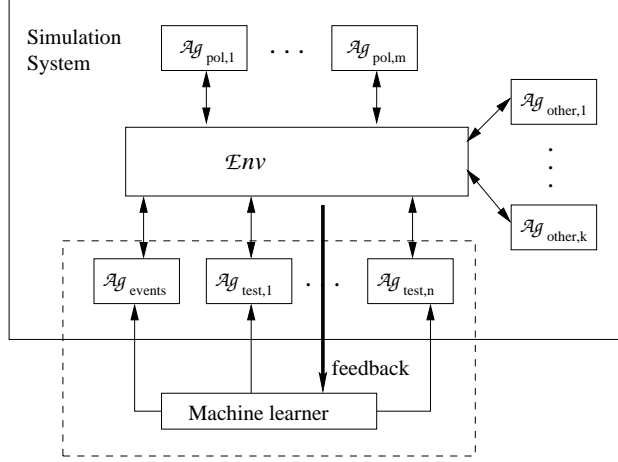 Simulation
System
Ag pol,1 . . . Ag pol,m
Ag other,1
.
.
.
Env
Ag other,k
Ag events Ag test,1 . . . Ag test,n
feedback
Machine learner